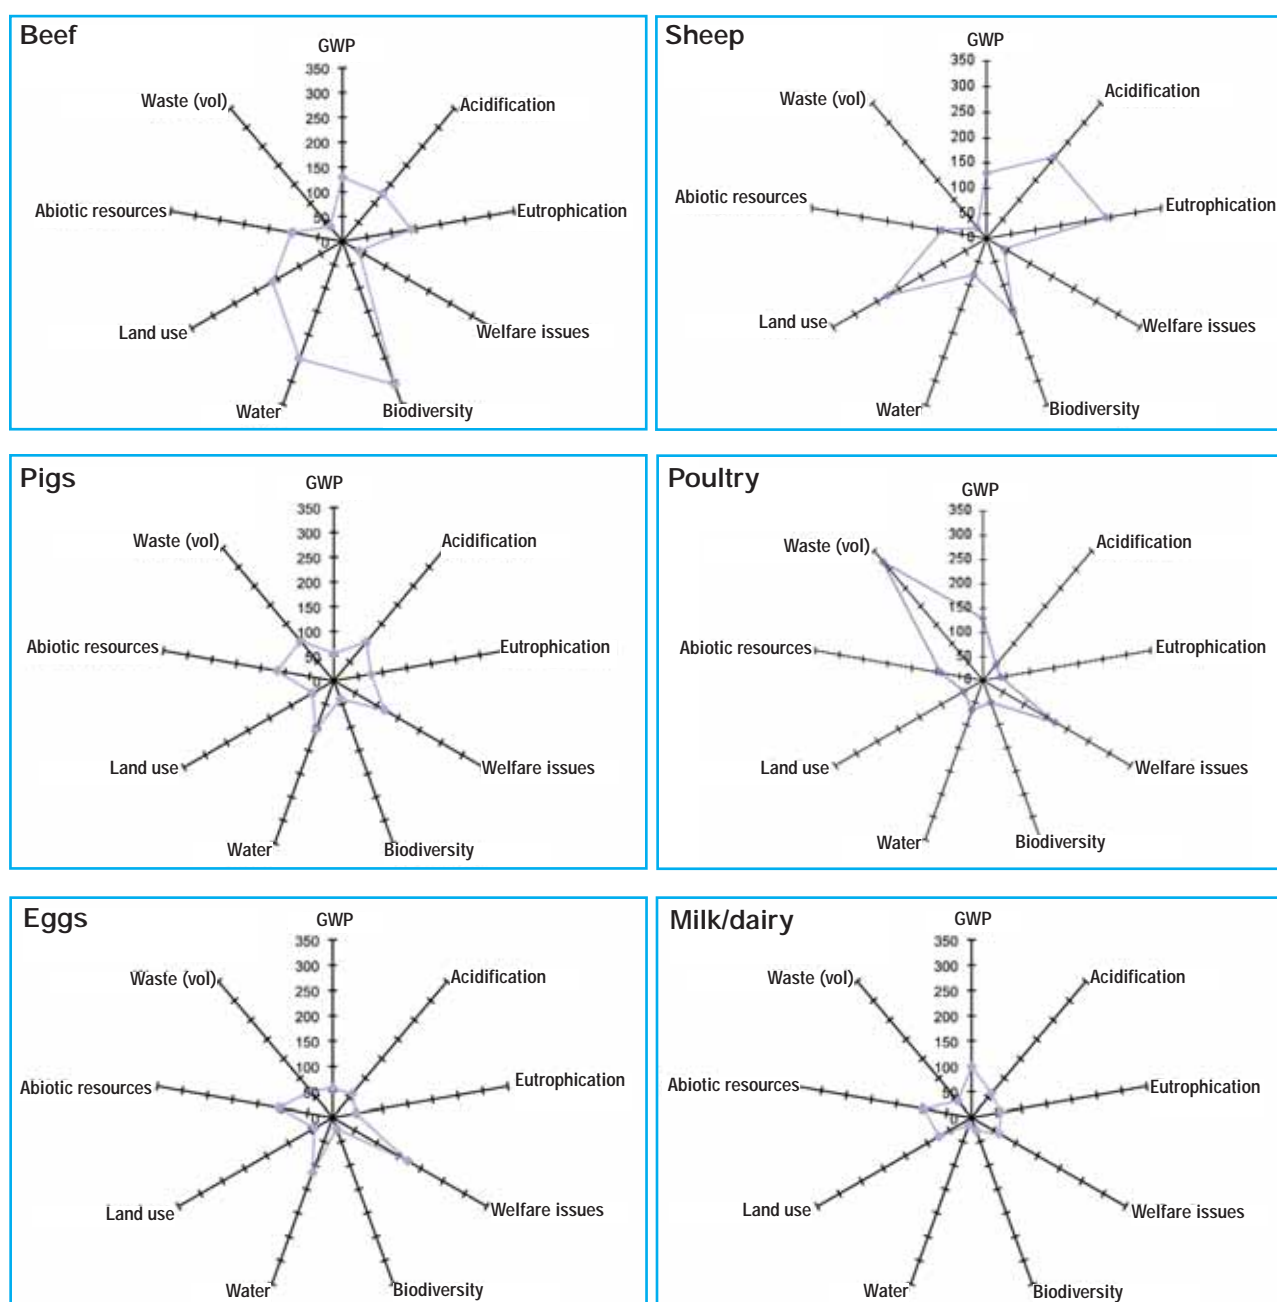 Beef
GWP
350
300
250
200
150
100
50
0
Waste (vol)
Acidification
Abiotic resources
Eutrophication
Land use
Welfare issues
Water
Biodiversity
Sheep
GWP
350
300
250
200
150
100
50
0
Waste (vol)
Acidification
Abiotic resources
Eutrophication
Land use
Welfare issues
Water
Biodiversity
Pigs
GWP
350
300
250
200
150
100
50
0
Waste (vol)
Acidification
Abiotic resources
Eutrophication
Land use
Welfare issues
Water
Biodiversity
Poultry
GWP
350
300
250
200
150
100
50
0
Waste (vol)
Acidification
Abiotic resources
Eutrophication
Land use
Welfare issues
Water
Biodiversity
Eggs
GWP
350
300
250
200
150
100
50
0
Waste (vol)
Acidification
Abiotic resources
Eutrophication
Land use
Welfare issues
Water
Biodiversity
Milk/dairy
GWP
350
300
250
200
150
100
50
0
Waste (vol)
Acidification
Abiotic resources
Eutrophication
Land use
Welfare issues
Water
Biodiversity